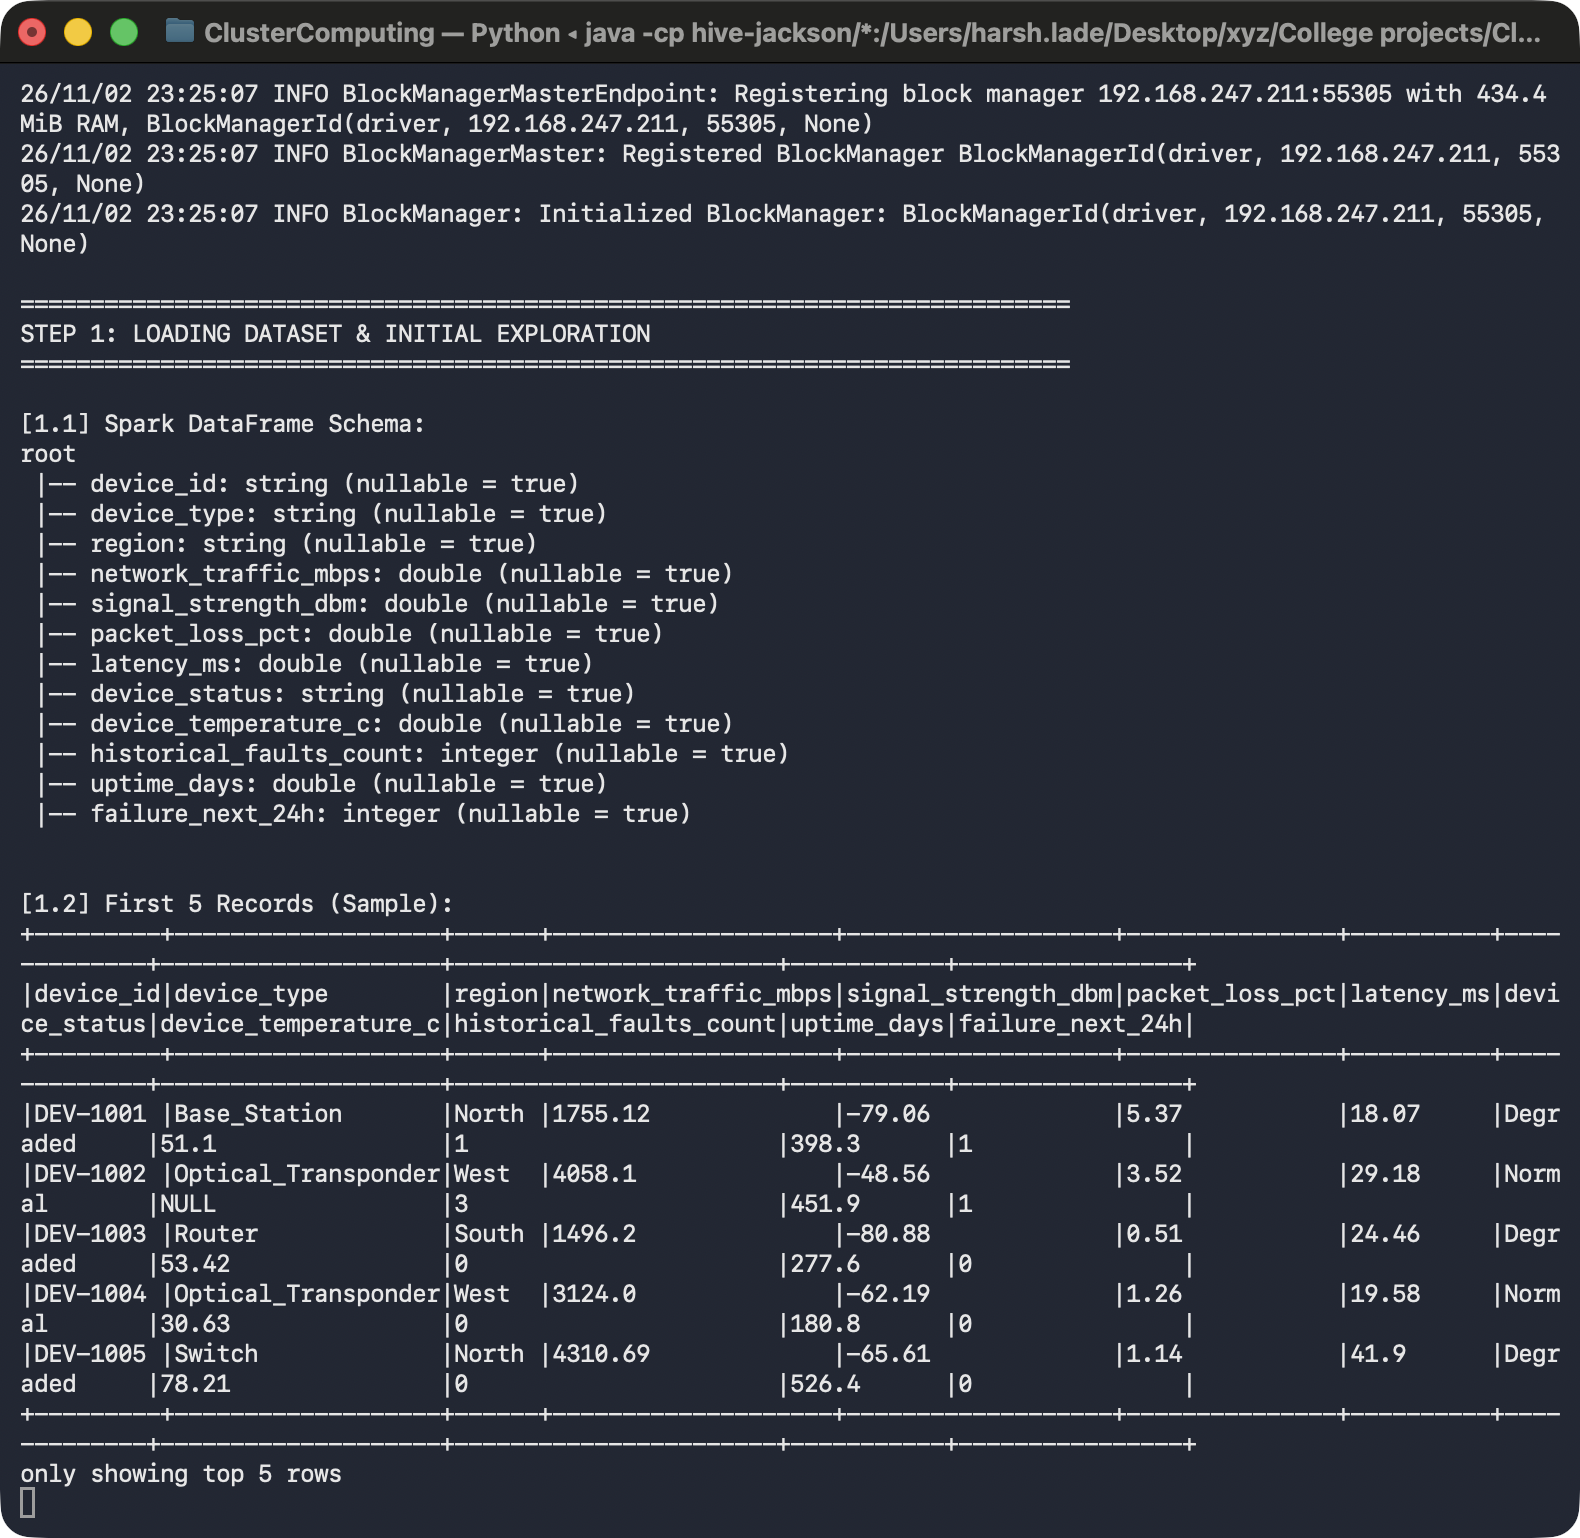 ClusterComputing — Python ◂ java -cp hive-jackson/*:/Users/harsh.lade/Desktop/xyz/College projects/Cl...
26/11/02 23:25:07 INFO BlockManagerMasterEndpoint: Registering block manager 192.168.247.211:55305 with 434.4
MiB RAM, BlockManagerId(driver, 192.168.247.211, 55305, None)
26/11/02 23:25:07 INFO BlockManagerMaster: Registered BlockManager BlockManagerId(driver, 192.168.247.211, 553
05, None)
26/11/02 23:25:07 INFO BlockManager: Initialized BlockManager: BlockManagerId(driver, 192.168.247.211, 55305,
None)
===========================================================================
STEP 1: LOADING DATASET & INITIAL EXPLORATION
===========================================================================
[1.1] Spark DataFrame Schema:
root
 |-- device_id: string (nullable = true)
 |-- device_type: string (nullable = true)
 |-- region: string (nullable = true)
 |-- network_traffic_mbps: double (nullable = true)
 |-- signal_strength_dbm: double (nullable = true)
 |-- packet_loss_pct: double (nullable = true)
 |-- latency_ms: double (nullable = true)
 |-- device_status: string (nullable = true)
 |-- device_temperature_c: double (nullable = true)
 |-- historical_faults_count: integer (nullable = true)
 |-- uptime_days: double (nullable = true)
 |-- failure_next_24h: integer (nullable = true)
[1.2] First 5 Records (Sample):
+---------+-------------------+------+--------------------+-------------------+---------------+----------+----
---------+--------------------+-----------------------+-----------+----------------+
|device_id|device_type        |region|network_traffic_mbps|signal_strength_dbm|packet_loss_pct|latency_ms|devi
ce_status|device_temperature_c|historical_faults_count|uptime_days|failure_next_24h|
+---------+-------------------+------+--------------------+-------------------+---------------+----------+----
---------+--------------------+-----------------------+-----------+----------------+
|DEV-1001 |Base_Station       |North |1755.12             |-79.06             |5.37           |18.07     |Degr
aded     |51.1                |1                      |398.3      |1               |
|DEV-1002 |Optical_Transponder|West  |4058.1              |-48.56             |3.52           |29.18     |Norm
al       |NULL                |3                      |451.9      |1               |
|DEV-1003 |Router             |South |1496.2              |-80.88             |0.51           |24.46     |Degr
aded     |53.42               |0                      |277.6      |0               |
|DEV-1004 |Optical_Transponder|West  |3124.0              |-62.19             |1.26           |19.58     |Norm
al       |30.63               |0                      |180.8      |0               |
|DEV-1005 |Switch             |North |4310.69             |-65.61             |1.14           |41.9      |Degr
aded     |78.21               |0                      |526.4      |0               |
+---------+-------------------+------+--------------------+-------------------+---------------+----------+----
---------+--------------------+-----------------------+-----------+----------------+
only showing top 5 rows